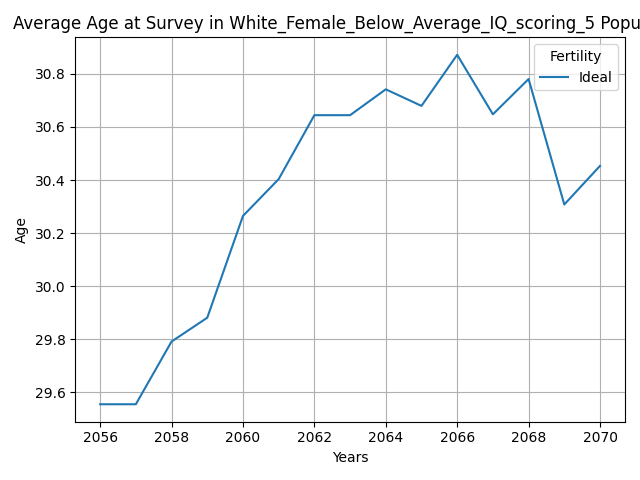 Average Age at Survey in White_Female_Below_Average_IQ_scoring_5 Popu
Fertility
Ideal
30.8
30.6
30.4
30.2
30.0
29.8
29.6
Age
2056 2058 2060 2062 2064 2066 2068 2070
Years